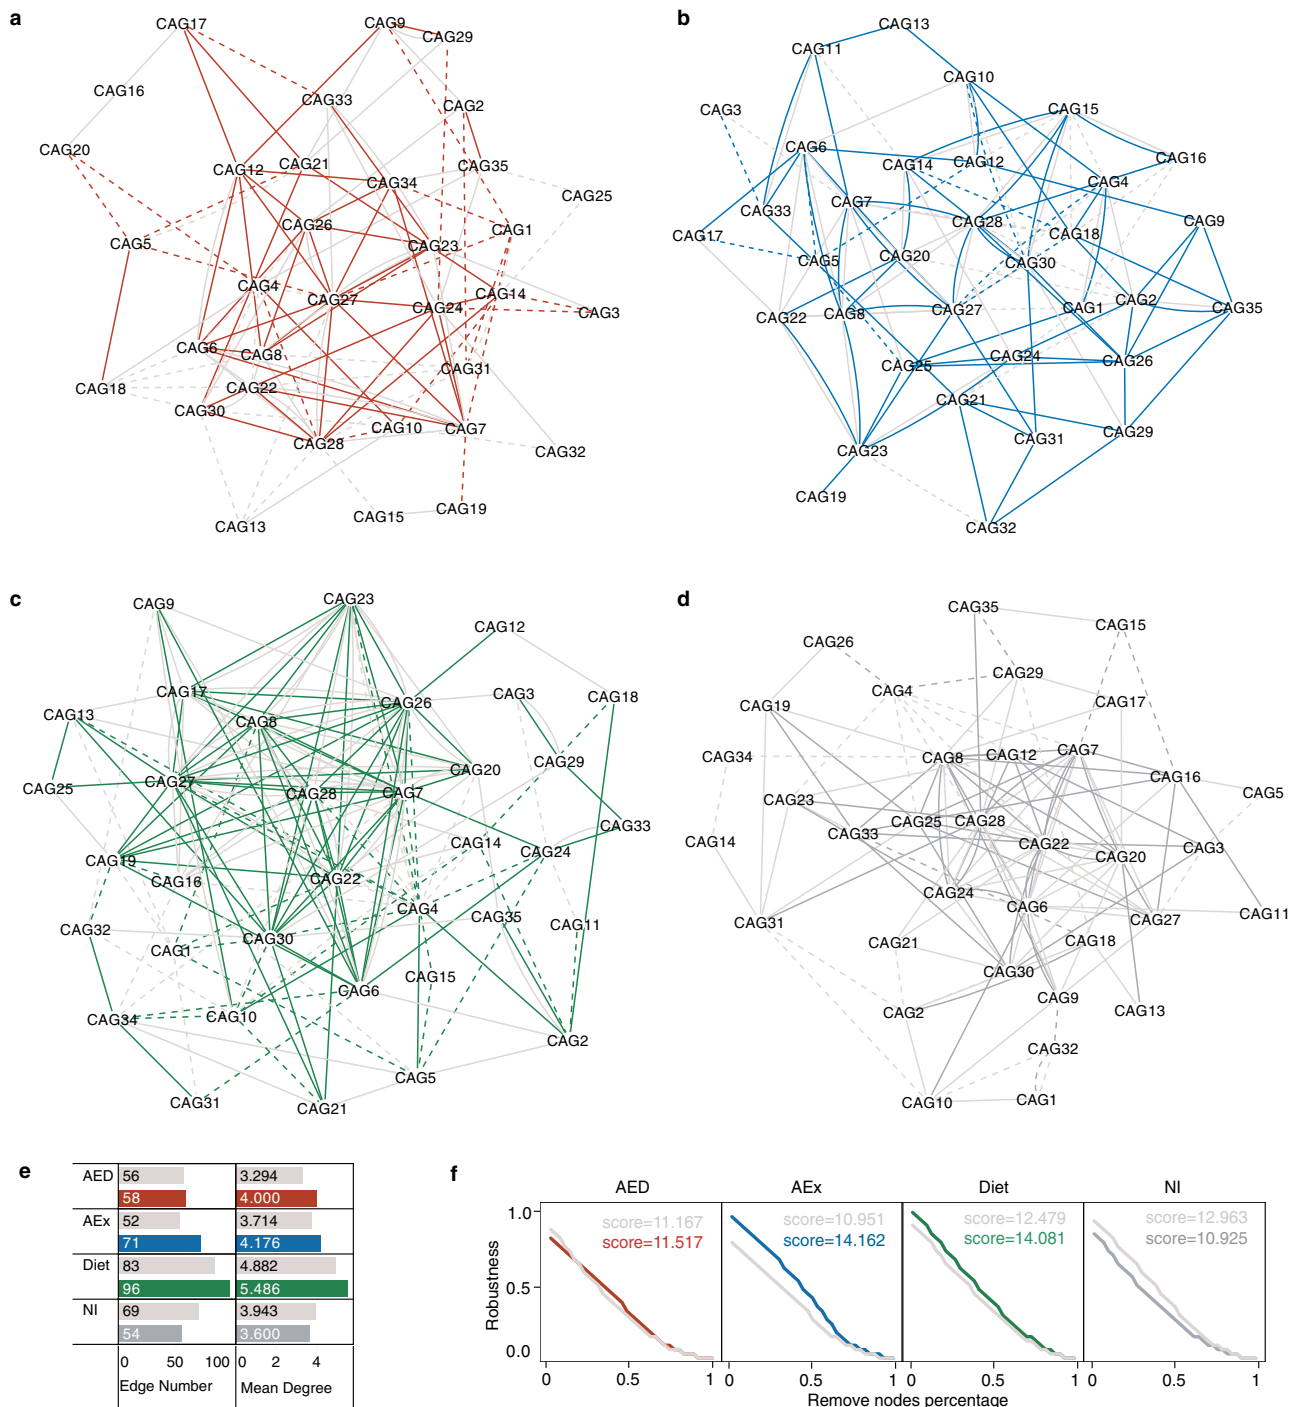 a
CAG17
CAG9
CAG29
CAG16
CAG33
CAG2
CAG20
CAG12
CAG21
CAG34
CAG35
CAG25
CAG26
CAG1
CAG5
CAG23
CAG4
CAG27
CAG24
CAG14
CAG3
CAG6
CAG8
CAG31
CAG18
CAG22
CAG30
CAG10
CAG7
CAG28
CAG32
CAG15
CAG19
CAG13
b
CAG13
CAG11
CAG10
CAG3
CAG15
CAG6
CAG14
CAG12
CAG16
CAG4
CAG7
CAG33
CAG28
CAG9
CAG17
CAG18
CAG5
CAG20
CAG30
CAG22
CAG8
CAG27
CAG1
CAG2
CAG35
CAG25
CAG24
CAG26
CAG21
CAG23
CAG31
CAG29
CAG19
CAG32
c
CAG9
CAG23
CAG12
CAG17
CAG26
CAG3
CAG18
CAG13
CAG8
CAG29
CAG25
CAG27
CAG28
CAG7
CAG20
CAG33
CAG14
CAG24
CAG19
CAG16
CAG22
CAG4
CAG35
CAG11
CAG32
CAG1
CAG30
CAG15
CAG6
CAG34
CAG10
CAG2
CAG5
CAG31
CAG21
d
CAG35
CAG15
CAG26
CAG29
CAG4
CAG17
CAG19
CAG34
CAG8
CAG12
CAG7
CAG16
CAG5
CAG23
CAG33
CAG25
CAG28
CAG14
CAG22
CAG20
CAG3
CAG24
CAG6
CAG31
CAG27
CAG11
CAG21
CAG18
CAG30
CAG9
CAG2
CAG13
CAG32
CAG10
CAG1
e
AED 56 3.294
58 4.000
AEx 52 3.714
71 4.176
Diet 83 4.882
96 5.486
NI 69 3.943
54 3.600
0 50 100 0 2 4
Edge Number Mean Degree
f
AED AEx Diet NI
1.0 score=11.167 score=10.951 score=12.479 score=12.963
score=11.517 score=14.162 score=14.081 score=10.925
0.5
0.0
Robustness
0 0.5 1 0 0.5 1 0 0.5 1 0 0.5 1
Remove nodes percentage